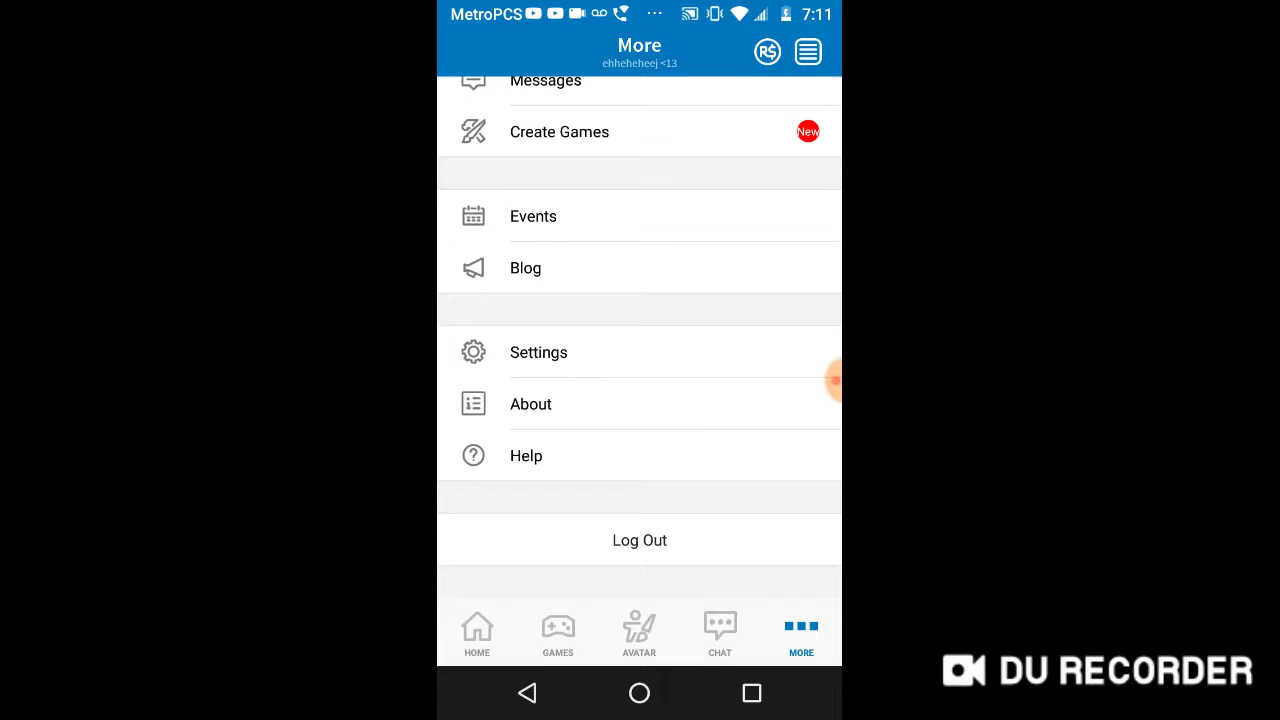 MetroPCS 7:11
More
ehheheheej <13
Messages
Create Games New
Events
Blog
Settings
About
Help
Log Out
HOME GAMES AVATAR CHAT MORE
DU RECORDER